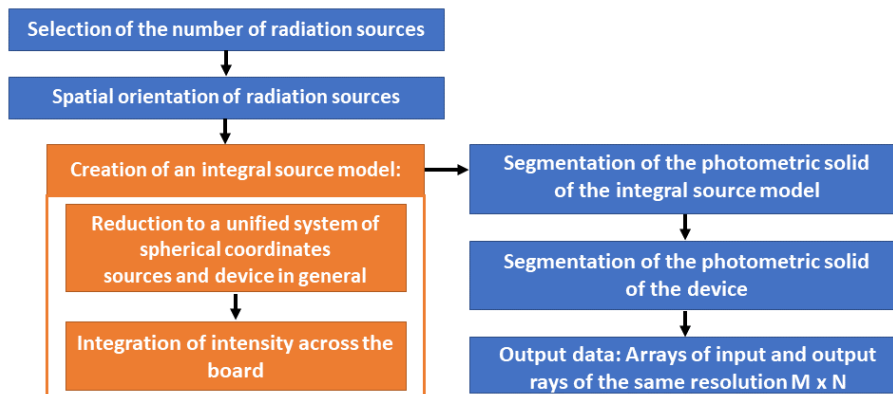 Selection of the number of radiation sources
Spatial orientation of radiation sources
Creation of an integral source model:
Reduction to a unified system of
spherical coordinates
sources and device in general
Integration of intensity across the
board
Segmentation of the photometric solid
of the integral source model
Segmentation of the photometric solid
of the device
Output data: Arrays of input and output
rays of the same resolution M x N